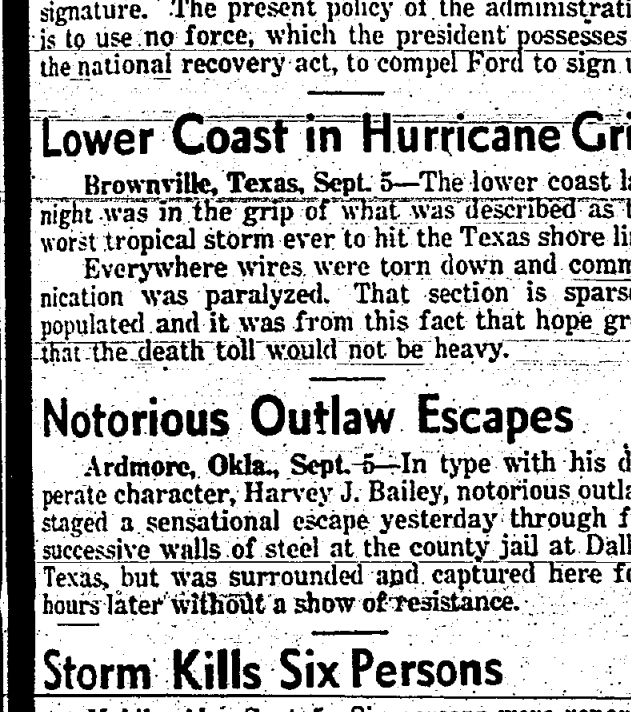 signature. The present policy of the administrati
is to use no force, which the president possesses
the national recovery act, to compel Ford to sign
Lower Coast in Hurricane Gri
Brownville, Texas, Sept. 5—The lower coast l
night was in the grip of what was described as
worst tropical storm ever to hit the Texas shore li
Everywhere wires were torn down and comm
nication was paralyzed. That section is spars
populated and it was from this fact that hope gr
that the death toll would not be heavy.
Notorious Outlaw Escapes
Ardmore, Okla., Sept. 5—In type with his d
perate character, Harvey J. Bailey, notorious outla
staged a sensational escape yesterday through f
successive walls of steel at the county jail at Dall
Texas, but was surrounded and captured here fo
hours later without a show of resistance.
Storm Kills Six Persons